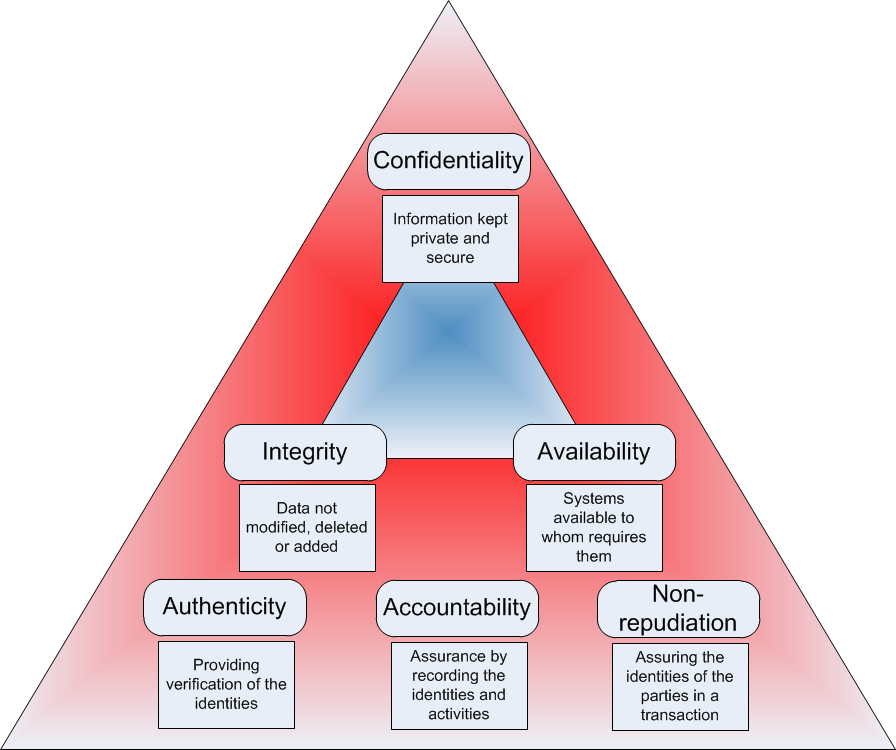 Confidentiality
Information kept
private and
secure
Integrity
Data not
modified, deleted
or added
Availability
Systems
available to
whom requires
them
Authenticity
Providing
verification of the
identities
Accountability
Assurance by
recording the
identities and
activities
Non-
repudiation
Assuring the
identities of the
parties in a
transaction